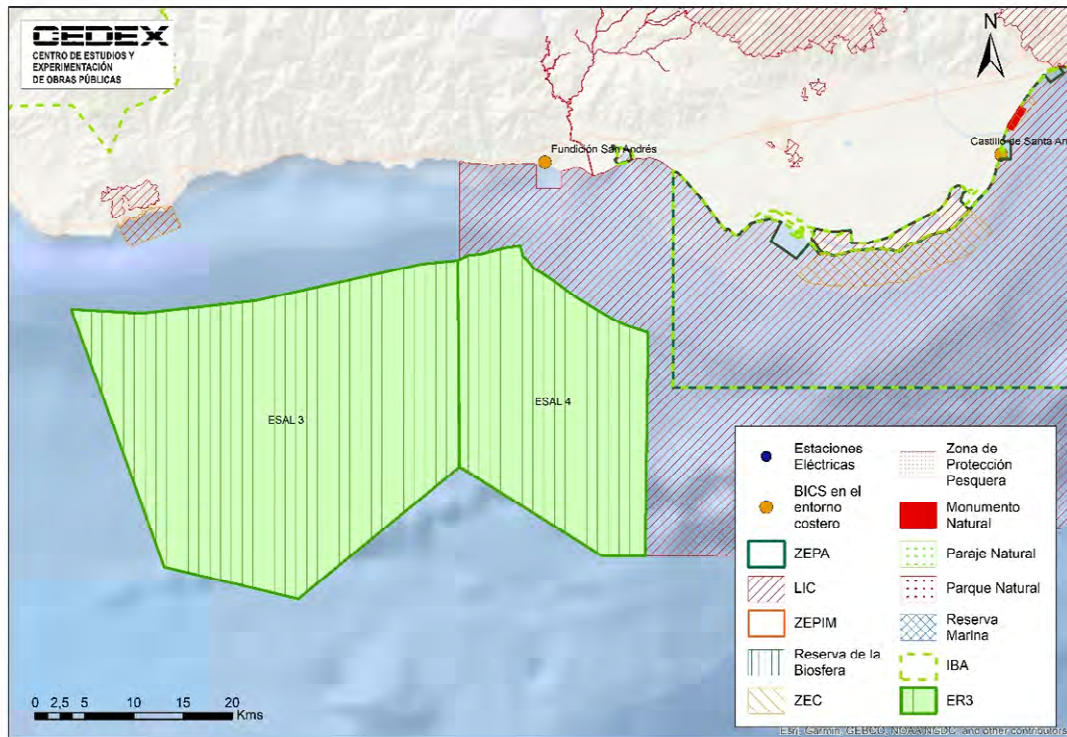 CEDEX
CENTRO DE ESTUDIOS Y
EXPERIMENTACIÓN
DE OBRAS PÚBLICAS
N
Fundición San Andrés
Castillo de Santa An
ESAL 3
ESAL 4
Estaciones
Eléctricas
BICS en el
entorno
costero
ZEPA
LIC
ZEPIM
Reserva de la
Biosfera
ZEC
Zona de
Protección
Pesquera
Monumento
Natural
Paraje Natural
Parque Natural
Reserva
Marina
IBA
ER3
0 2,5 5 10 15 20
Kms
Esri, Garmin, GEBCO, NOAA NGDC, and other contributors